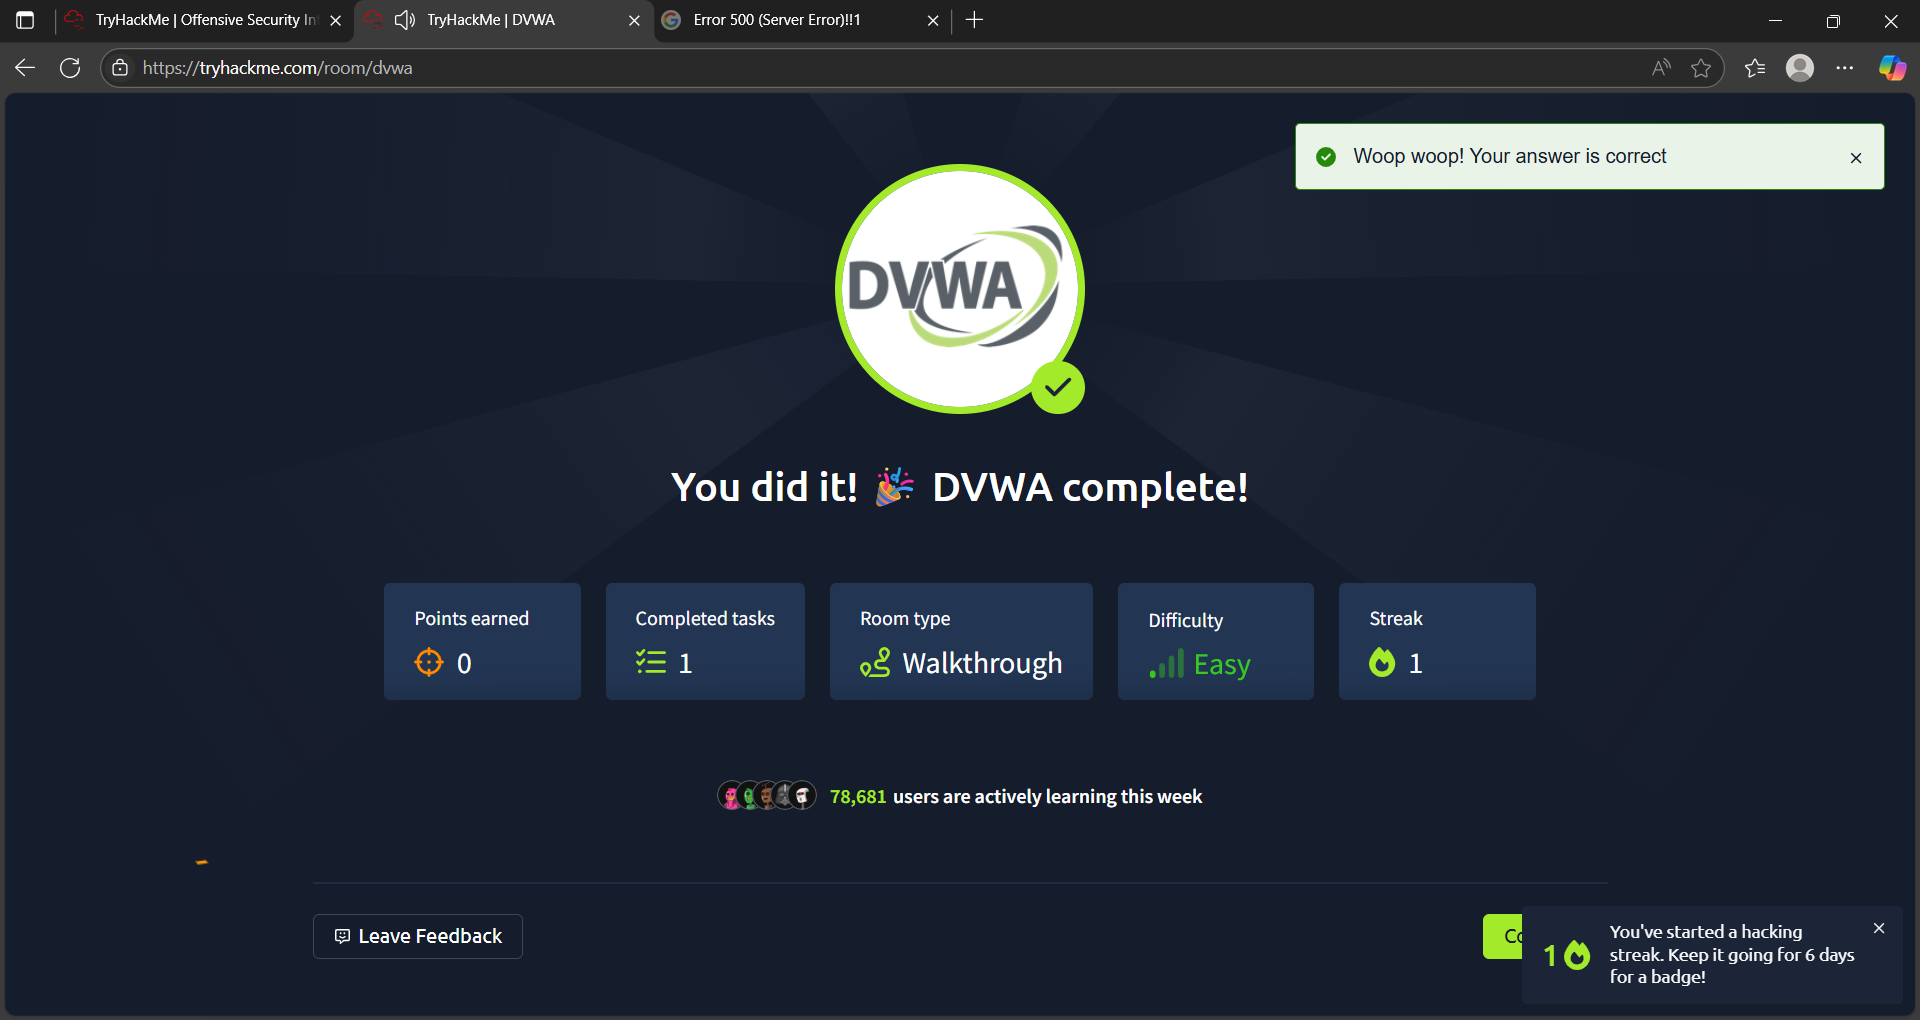 TryHackMe | Offensive Security In
TryHackMe | DVWA
Error 500 (Server Error)!!1
https://tryhackme.com/room/dvwa
Woop woop! Your answer is correct
DVWA
You did it! 🎉 DVWA complete!
Points earned
0
Completed tasks
1
Room type
Walkthrough
Difficulty
Easy
Streak
1
78,681 users are actively learning this week
Leave Feedback
Co
1
You've started a hacking
streak. Keep it going for 6 days
for a badge!